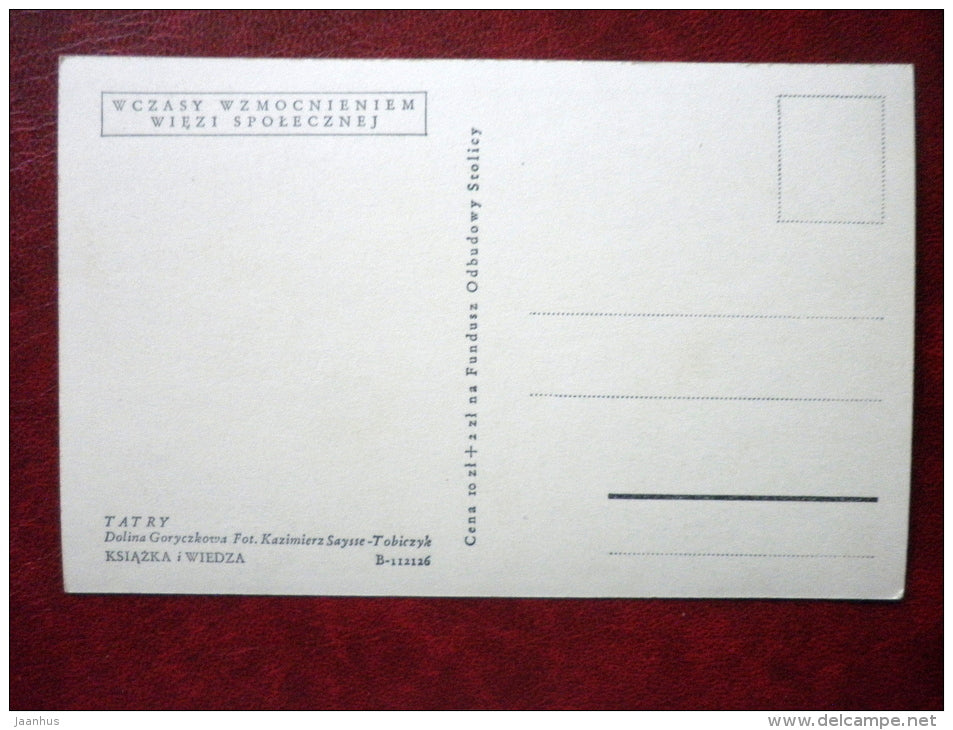 WCZASY WZMOCNIENIEM
WIĘZI SPOŁECZNEJ
TATRY
Dolina Goryczkowa Fot. Kazimierz Saysse-Tobiczyk
KSIĄŻKA i WIEDZA B-112126
Cena 10 zł + 2 zł na Fundusz Odbudowy Stolicy
jaanhus
www.delcampe.net